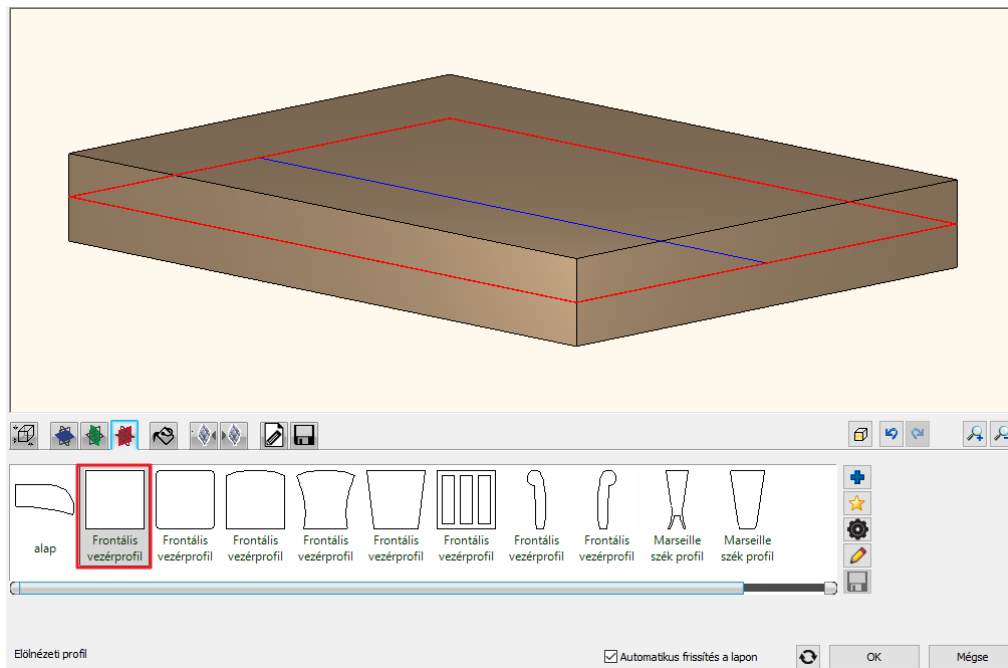 alap
Frontális
vezérprofil
Frontális
vezérprofil
Frontális
vezérprofil
Frontális
vezérprofil
Frontális
vezérprofil
Frontális
vezérprofil
Frontális
vezérprofil
Frontális
vezérprofil
Marseille
szék profil
Marseille
szék profil
Elölnézeti profil
Automatikus frissítés a lapon
OK
Mégse